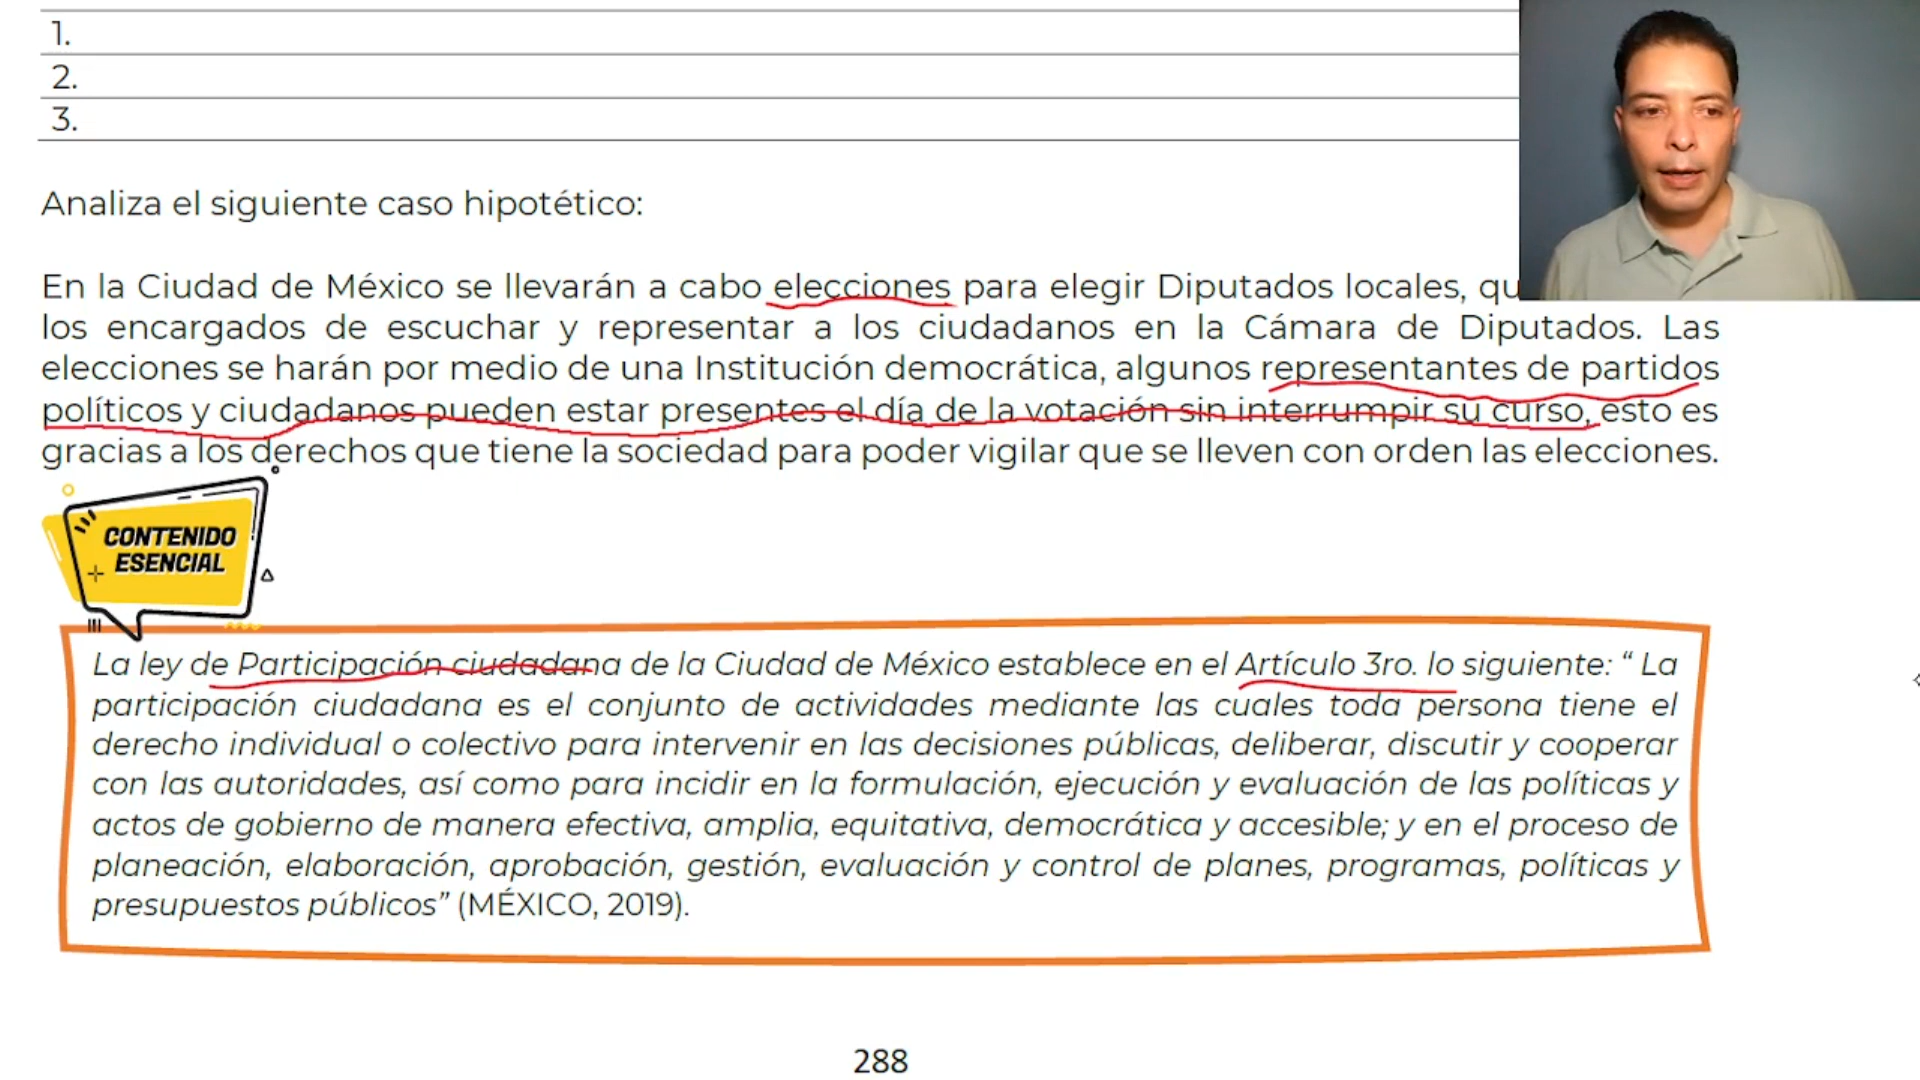 1.
2.
3.
Analiza el siguiente caso hipotético:
En la Ciudad de México se llevarán a cabo elecciones para elegir Diputados locales, qu
los encargados de escuchar y representar a los ciudadanos en la Cámara de Diputados. Las
elecciones se harán por medio de una Institución democrática, algunos representantes de partidos
políticos y ciudadanos pueden estar presentes el día de la votación sin interrumpir su curso, esto es
gracias a los derechos que tiene la sociedad para poder vigilar que se lleven con orden las elecciones.
CONTENIDO
ESENCIAL
La ley de Participación ciudadana de la Ciudad de México establece en el Artículo 3ro. lo siguiente: “ La
participación ciudadana es el conjunto de actividades mediante las cuales toda persona tiene el
derecho individual o colectivo para intervenir en las decisiones públicas, deliberar, discutir y cooperar
con las autoridades, así como para incidir en la formulación, ejecución y evaluación de las políticas y
actos de gobierno de manera efectiva, amplia, equitativa, democrática y accesible; y en el proceso de
planeación, elaboración, aprobación, gestión, evaluación y control de planes, programas, políticas y
presupuestos públicos” (MÉXICO, 2019).
288